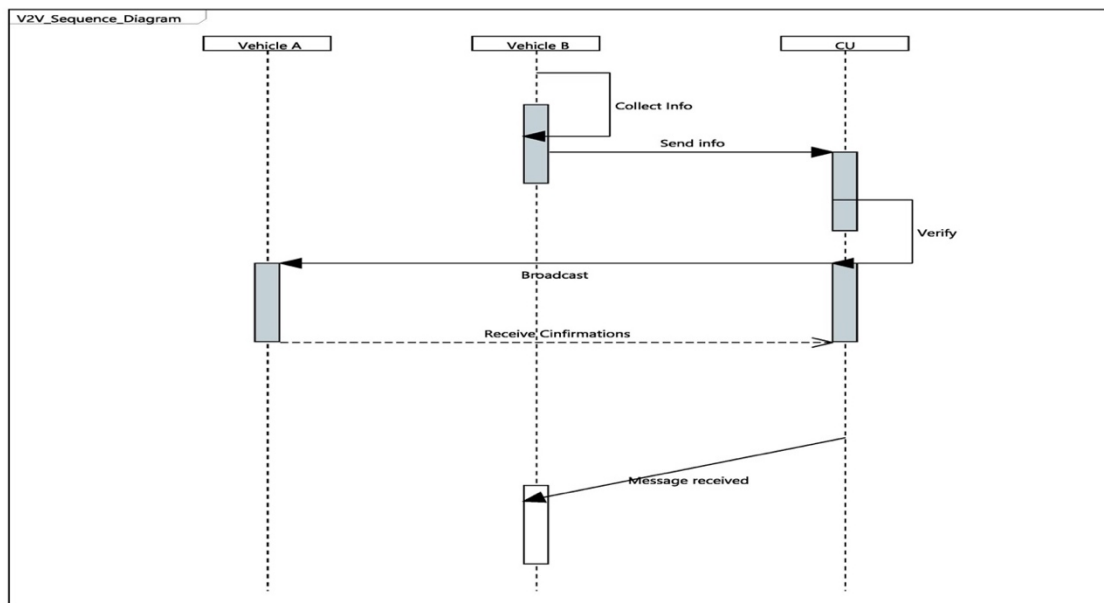 V2V_Sequence_Diagram
Vehicle A
Vehicle B
CU
Collect Info
Send info
Verify
Broadcast
Receive Cinfirmations
Message received